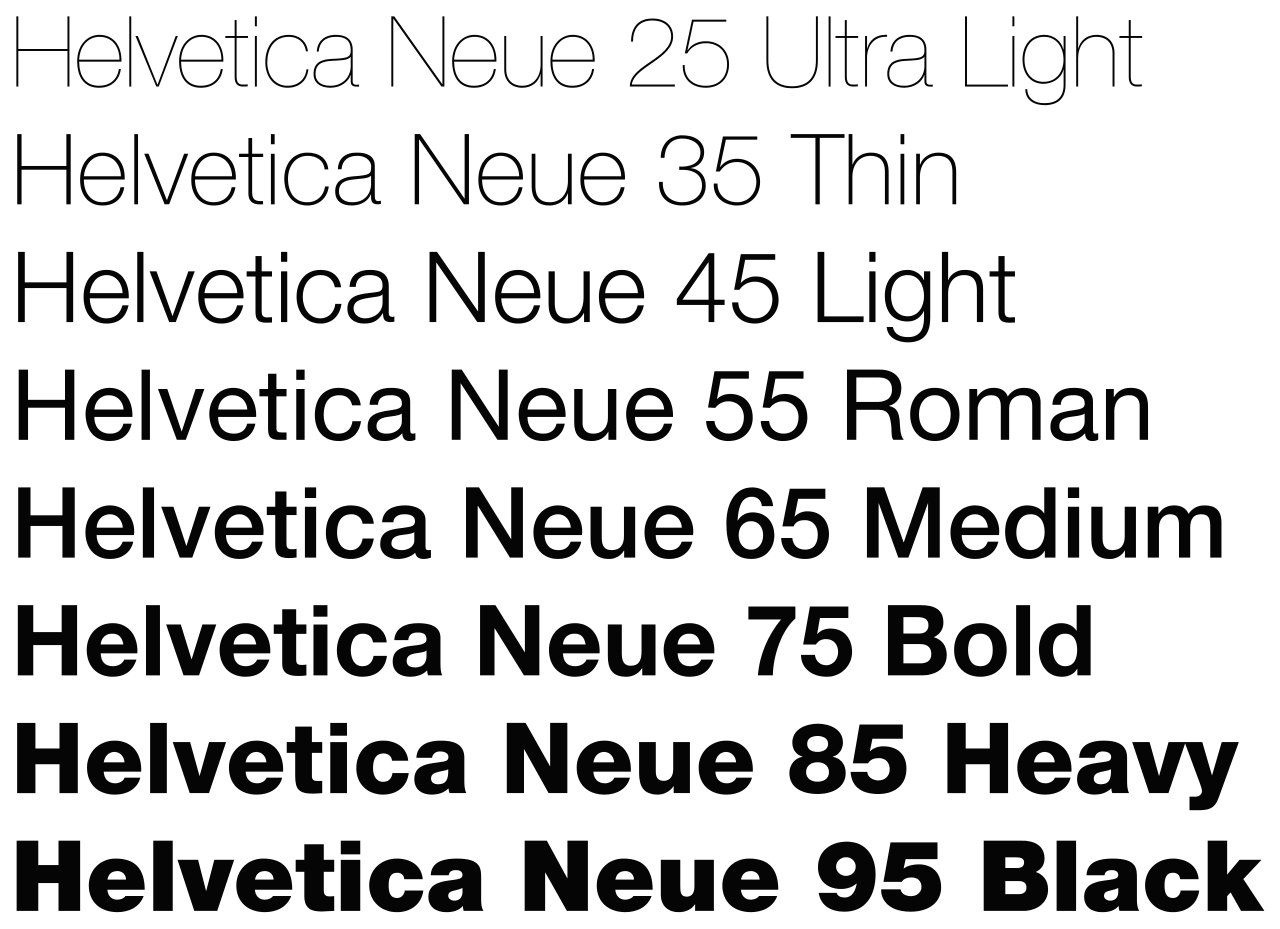 Helvetica Neue 25 Ultra Light
Helvetica Neue 35 Thin
Helvetica Neue 45 Light
Helvetica Neue 55 Roman
Helvetica Neue 65 Medium
Helvetica Neue 75 Bold
Helvetica Neue 85 Heavy
Helvetica Neue 95 Black